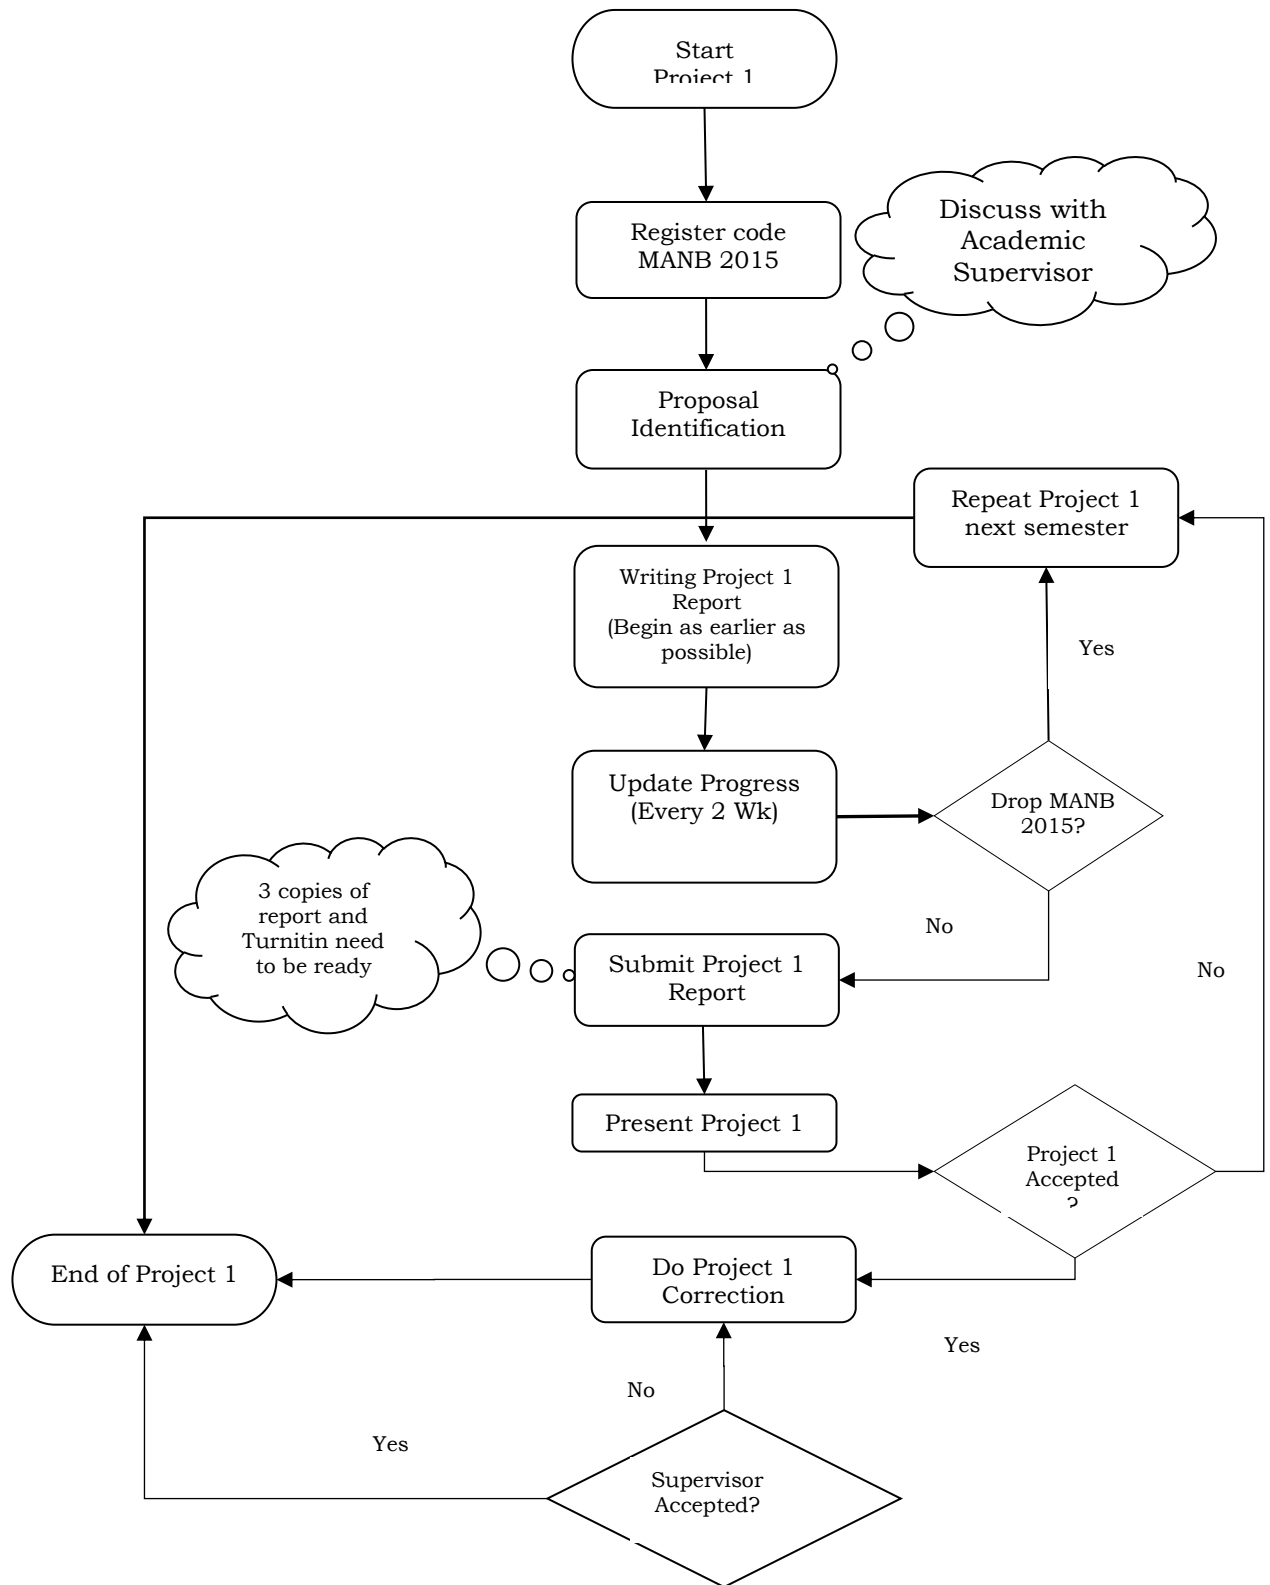 Start
Project 1
Register code
MANB 2015
Discuss with
Academic
Supervisor
Proposal
Identification
Repeat Project 1
next semester
Writing Project 1
Report
(Begin as earlier as
possible)
Yes
Update Progress
(Every 2 Wk)
Drop MANB
2015?
3 copies of
report and
Turnitin need
to be ready
No
Submit Project 1
Report
No
Present Project 1
Project 1
Accepted
?
End of Project 1
Do Project 1
Correction
Yes
No
Yes
Supervisor
Accepted?